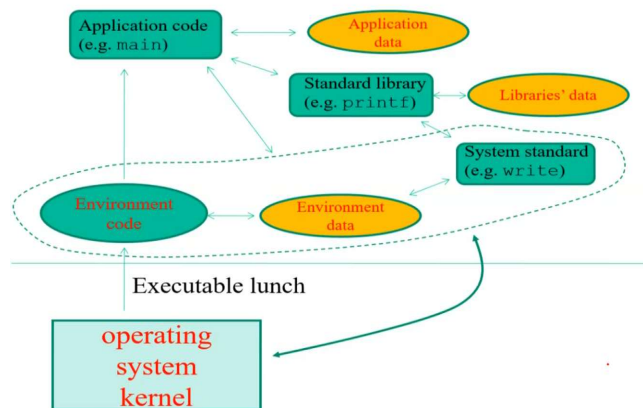 Application code
(e.g. main)
Application
data
Standard library
(e.g. printf)
Libraries' data
System standard
(e.g. write)
Environment
code
Environment
data
Executable lunch
operating
system
kernel